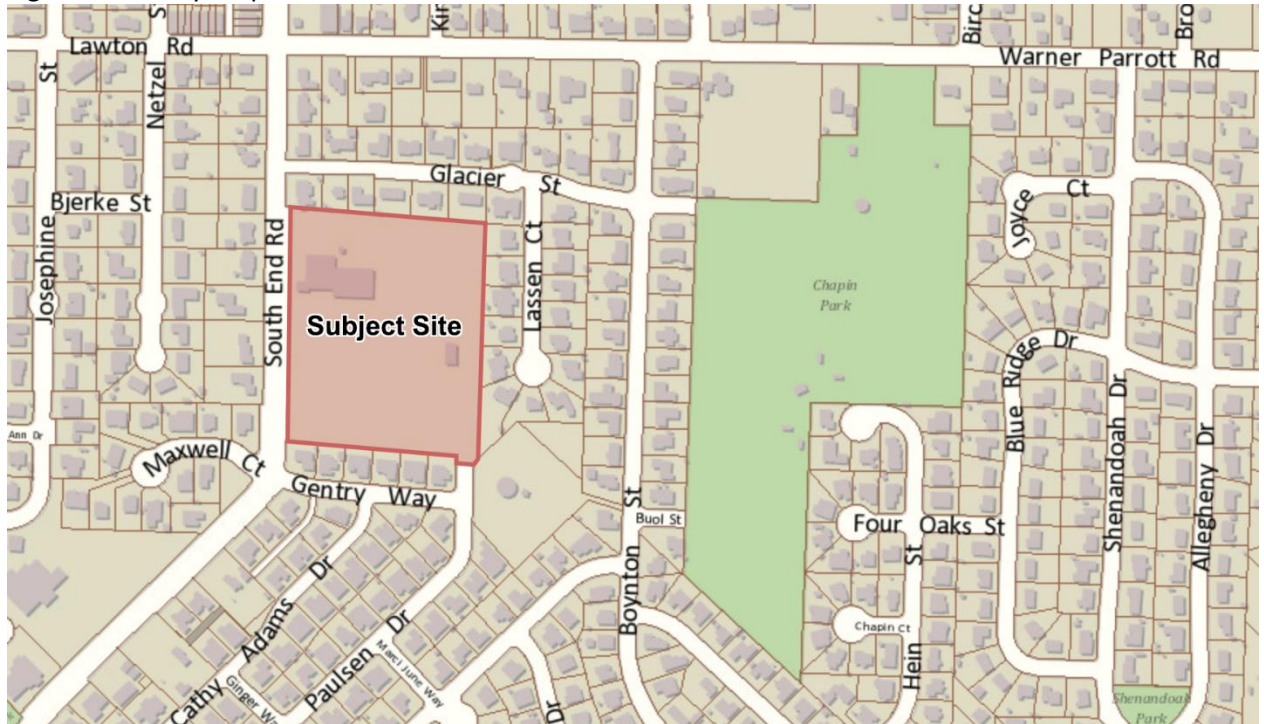 Lawton Rd
Warner Parrott Rd
St
Netzel
Glacier St
Bjerke St
Josephine
South End Rd
Lassen Ct
Joyce
Ct
Chapin
Park
Subject Site
Blue Ridge Dr
Shenandoah Dr
Allegheny Dr
Ann Dr
Maxwell Ct
Gentry Way
Boynton St
Buol St
Four Oaks St
Hein St
Chapin Ct
Cathy Adams Dr
Paulsen Dr
Marci June Way
Dr
Shenandoah
Park